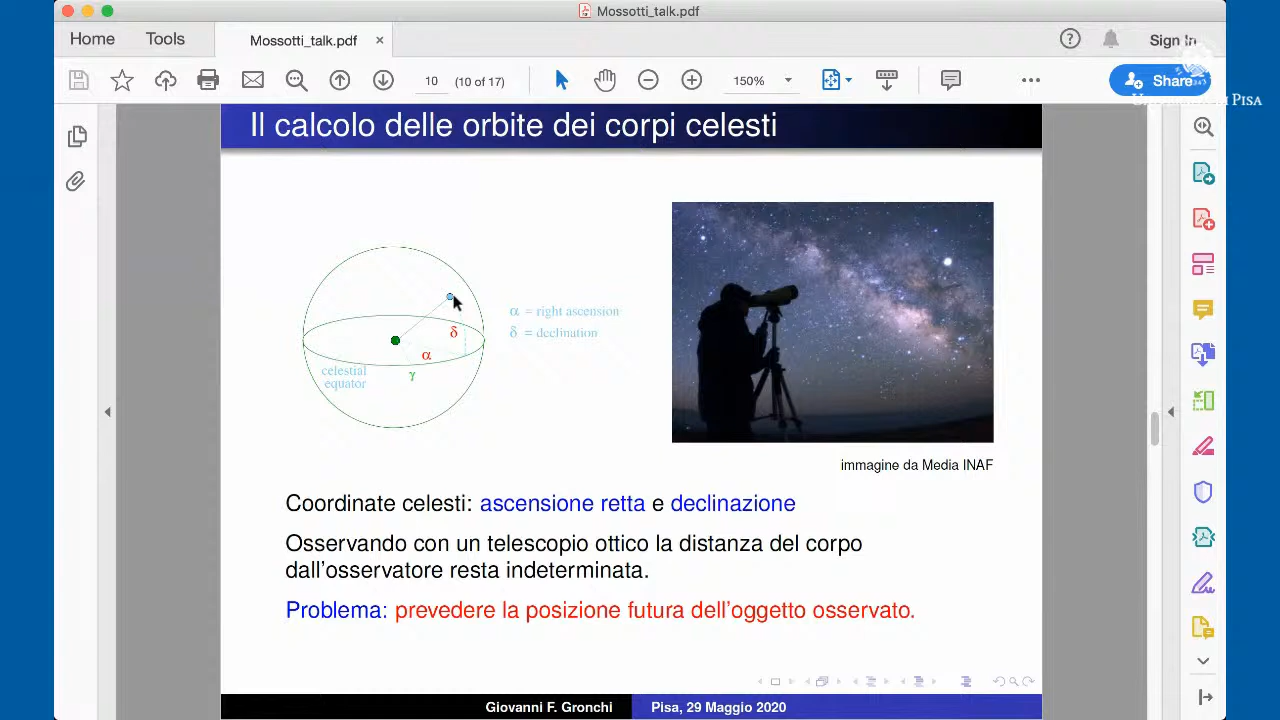 Mossotti_talk.pdf
Home
Tools
Mossotti_talk.pdf
Sign In
10
(10 of 17)
150%
Share
Il calcolo delle orbite dei corpi celesti
α = right ascension
δ = declination
δ
α
γ
celestial
equator
immagine da Media INAF
Coordinate celesti: ascensione retta e declinazione
Osservando con un telescopio ottico la distanza del corpo
dall'osservatore resta indeterminata.
Problema: prevedere la posizione futura dell'oggetto osservato.
Giovanni F. Gronchi
Pisa, 29 Maggio 2020